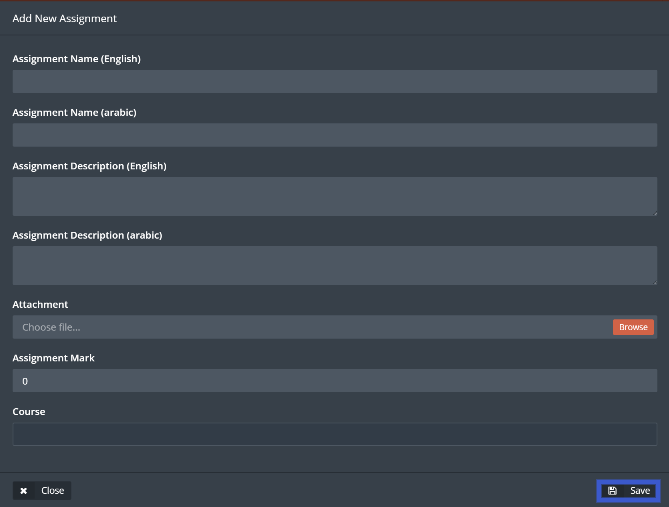 Add New Assignment
Assignment Name (English)
Assignment Name (arabic)
Assignment Description (English)
Assignment Description (arabic)
Attachment
Choose file...
Browse
Assignment Mark
0
Course
Close
Save